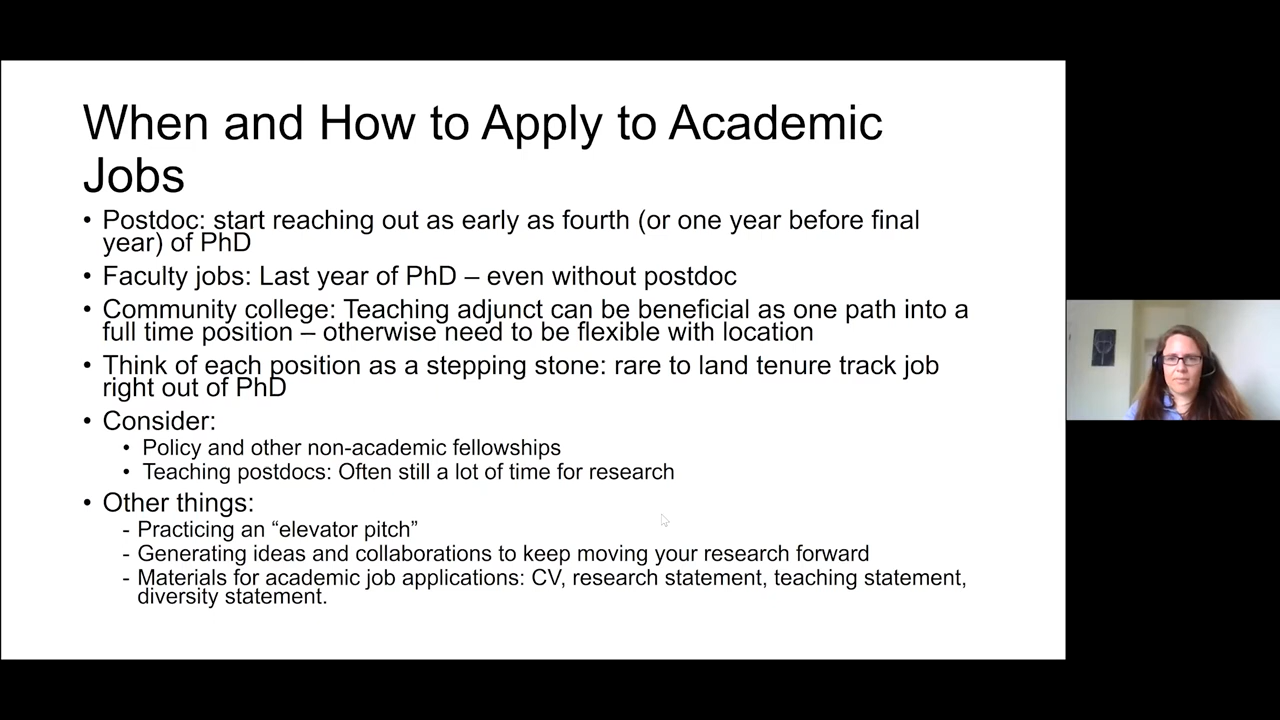 When and How to Apply to Academic
Jobs
• Postdoc: start reaching out as early as fourth (or one year before final
year) of PhD
• Faculty jobs: Last year of PhD – even without postdoc
• Community college: Teaching adjunct can be beneficial as one path into a
full time position – otherwise need to be flexible with location
• Think of each position as a stepping stone: rare to land tenure track job
right out of PhD
• Consider:
• Policy and other non-academic fellowships
• Teaching postdocs: Often still a lot of time for research
• Other things:
- Practicing an “elevator pitch”
- Generating ideas and collaborations to keep moving your research forward
- Materials for academic job applications: CV, research statement, teaching statement,
diversity statement.